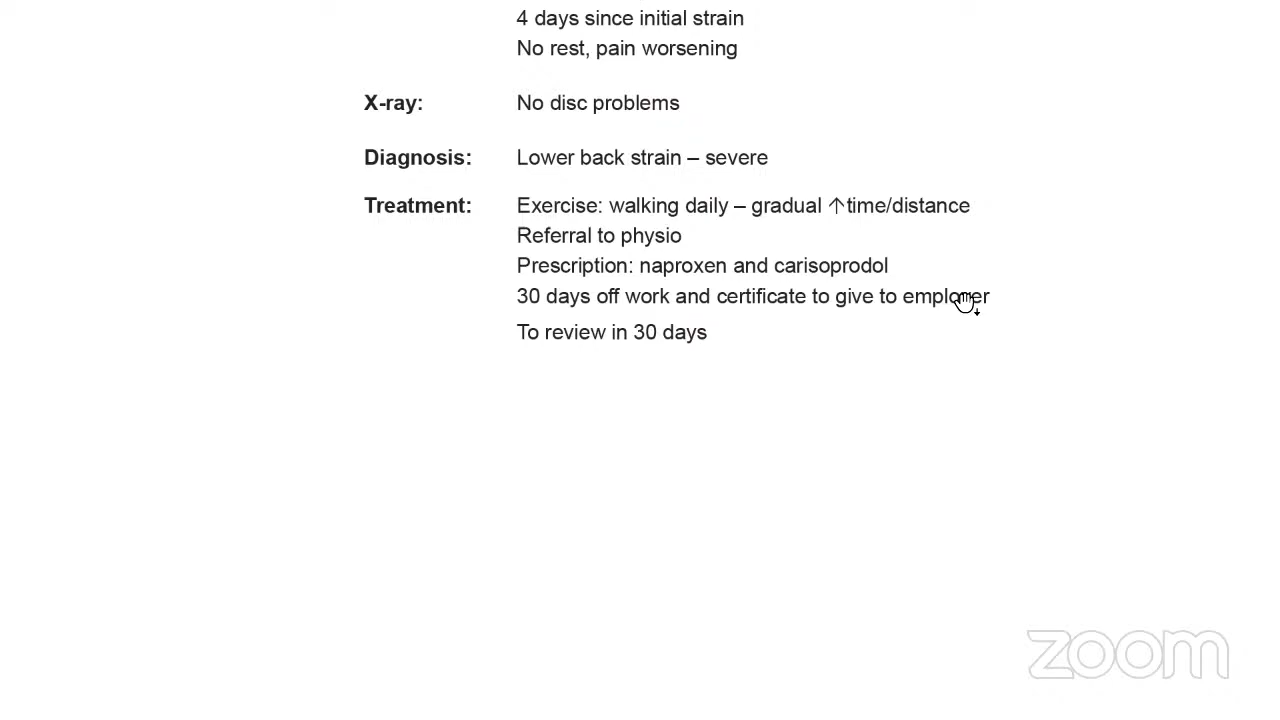 4 days since initial strain
No rest, pain worsening
X-ray: No disc problems
Diagnosis: Lower back strain – severe
Treatment: Exercise: walking daily – gradual ↑time/distance
Referral to physio
Prescription: naproxen and carisoprodol
30 days off work and certificate to give to employer
To review in 30 days
zoom